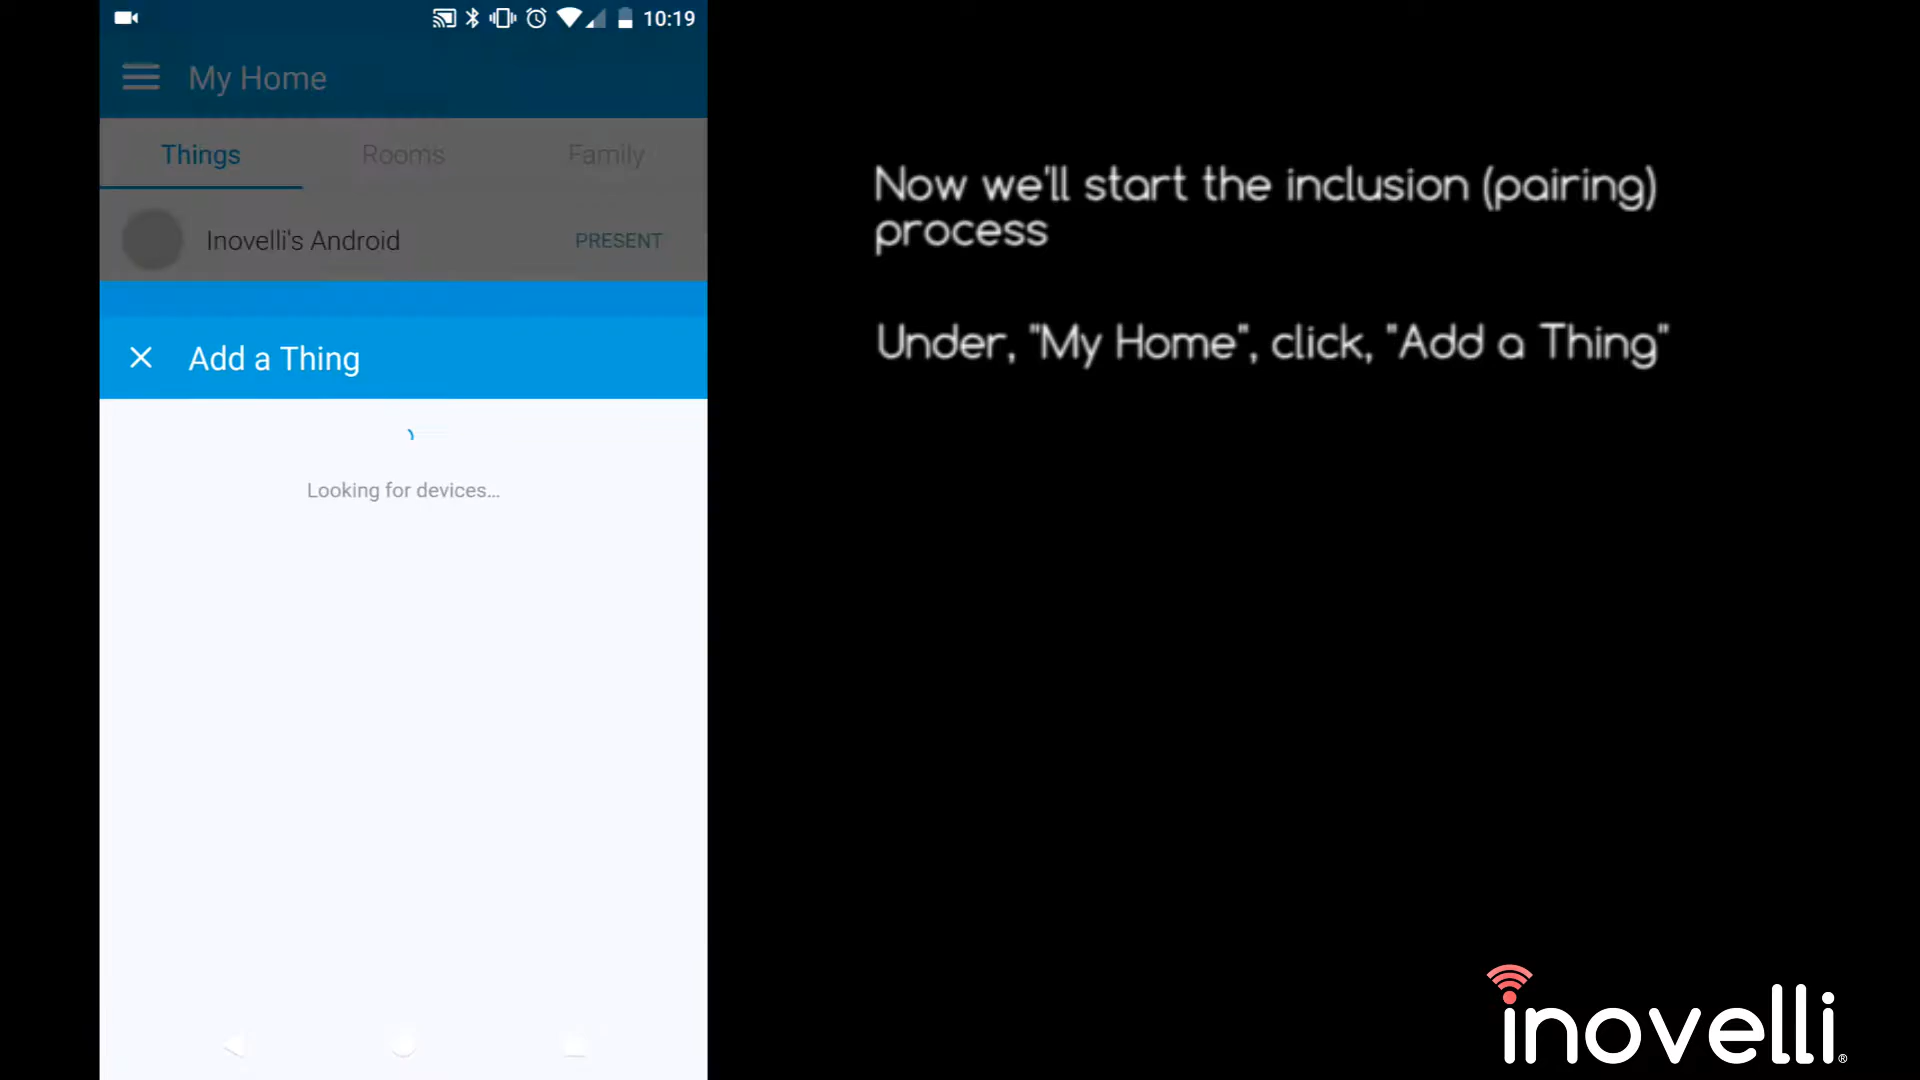 10:19
My Home
Things Rooms Family
Inovelli's Android PRESENT
Add a Thing
Looking for devices...
Now we'll start the inclusion (pairing)
process
Under, "My Home", click, "Add a Thing"
inovelli®